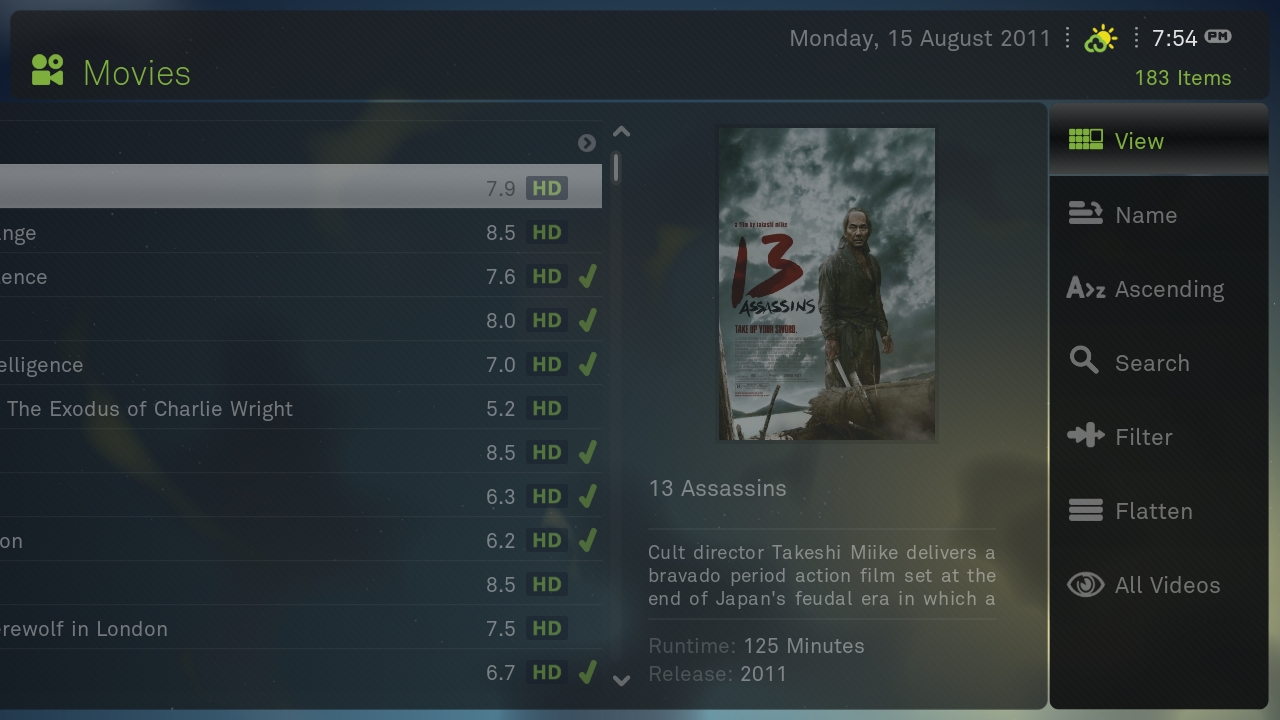 Monday, 15 August 2011
7:54 PM
Movies
183 Items
7.9 HD
nge
8.5 HD
ence
7.6 HD
8.0 HD
elligence
7.0 HD
The Exodus of Charlie Wright
5.2 HD
8.5 HD
6.3 HD
on
6.2 HD
8.5 HD
rewolf in London
7.5 HD
6.7 HD
a film by takashi miike
13
ASSASSINS
TAKE UP YOUR SWORD.
13 Assassins
Cult director Takeshi Miike delivers a
bravado period action film set at the
end of Japan's feudal era in which a
Runtime: 125 Minutes
Release: 2011
View
Name
A>z Ascending
Search
Filter
Flatten
All Videos